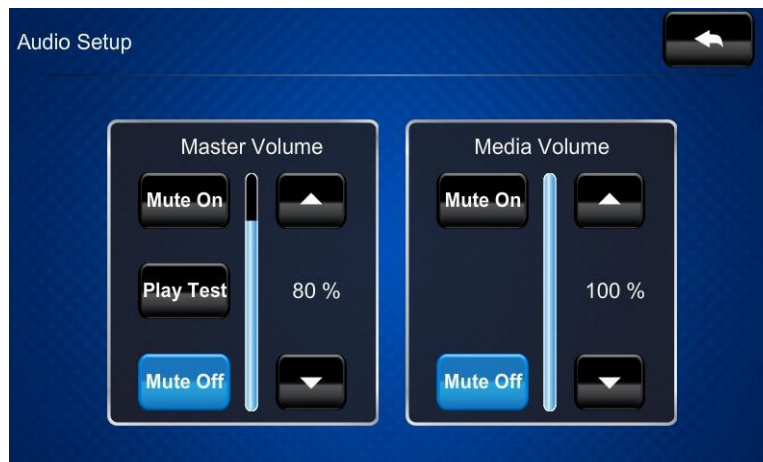 Audio Setup
Master Volume
Mute On
Play Test
80 %
Mute Off
Media Volume
Mute On
100 %
Mute Off